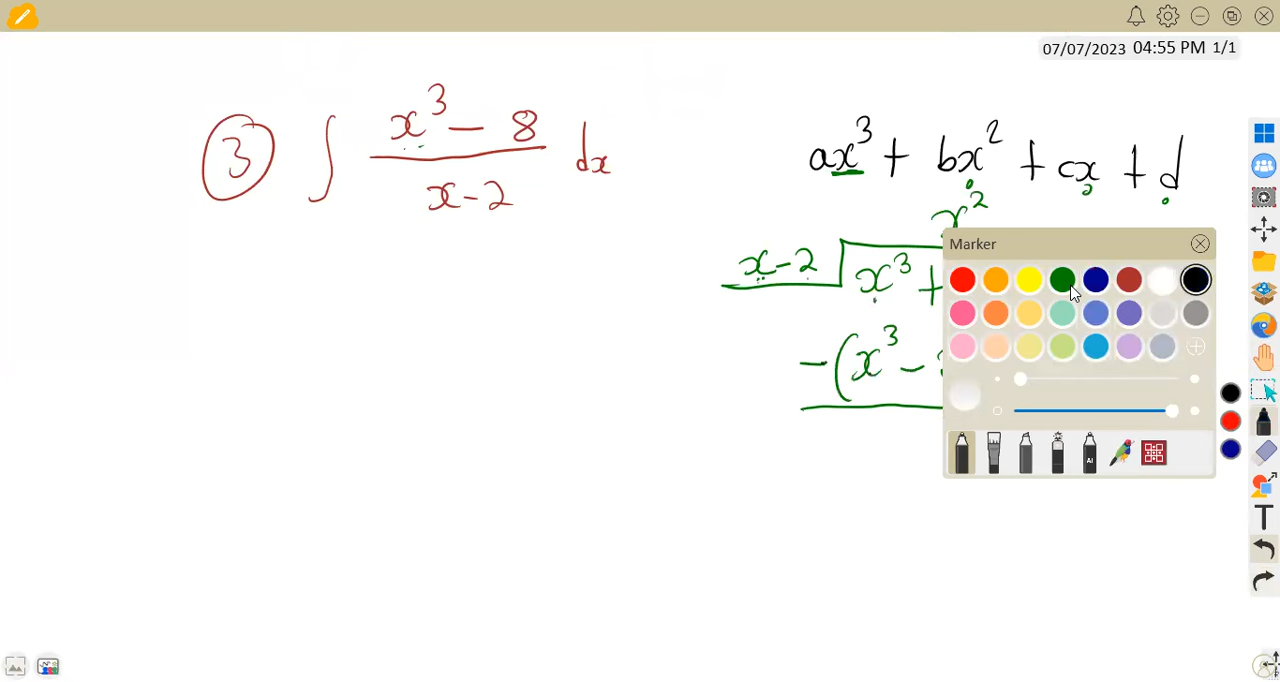 07/07/2023 04:55 PM 1/1
③ ∫ (x³ - 8)/(x - 2) dx
ax³ + bx² + cx + d
x²
x - 2 x³ +
Marker
- (x³ -
AI
T